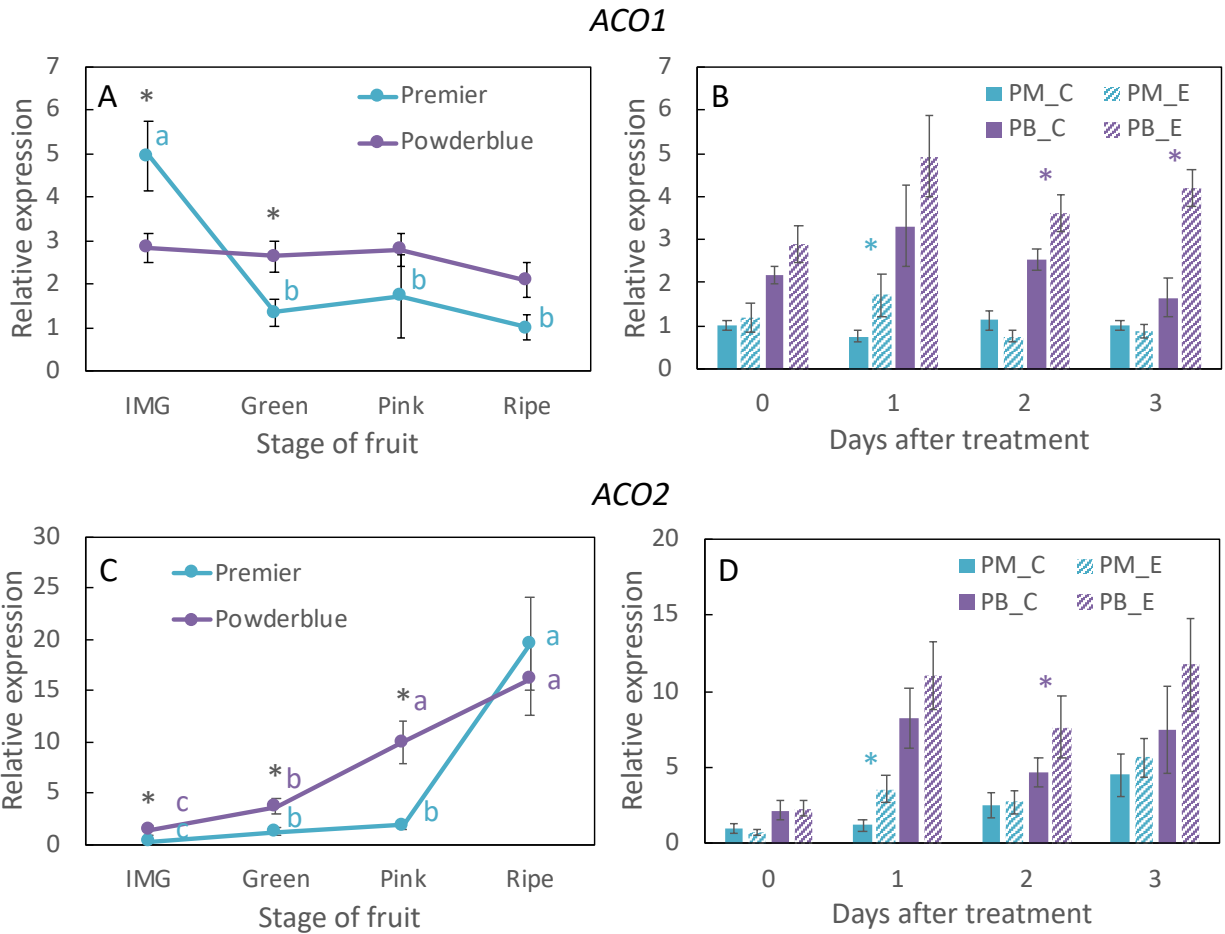 ACO1
A
Relative expression
7
6
5
4
3
2
1
0
* a
*
b
b
b
Premier
Powderblue
IMG Green Pink Ripe
Stage of fruit
B
Relative expression
7
6
5
4
3
2
1
0
PM_C PM_E
PB_C PB_E
*
*
*
0 1 2 3
Days after treatment
ACO2
C
Relative expression
30
25
20
15
10
5
0
Premier
Powderblue
* c
c
* b
b
* a
b
a
a
IMG Green Pink Ripe
Stage of fruit
D
Relative expression
20
15
10
5
0
PM_C PM_E
PB_C PB_E
*
*
0 1 2 3
Days after treatment